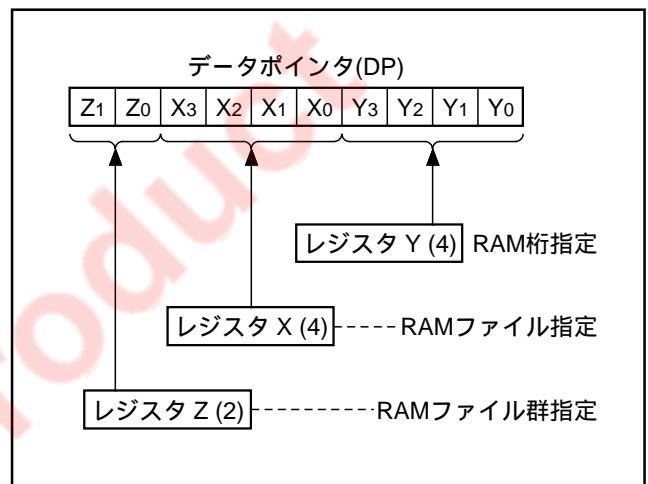 データポインタ(DP)
Z1 Z0 X3 X2 X1 X0 Y3 Y2 Y1 Y0
レジスタ Y (4) RAM桁指定
レジスタ X (4) RAMファイル指定
レジスタ Z (2) RAMファイル群指定
roduct